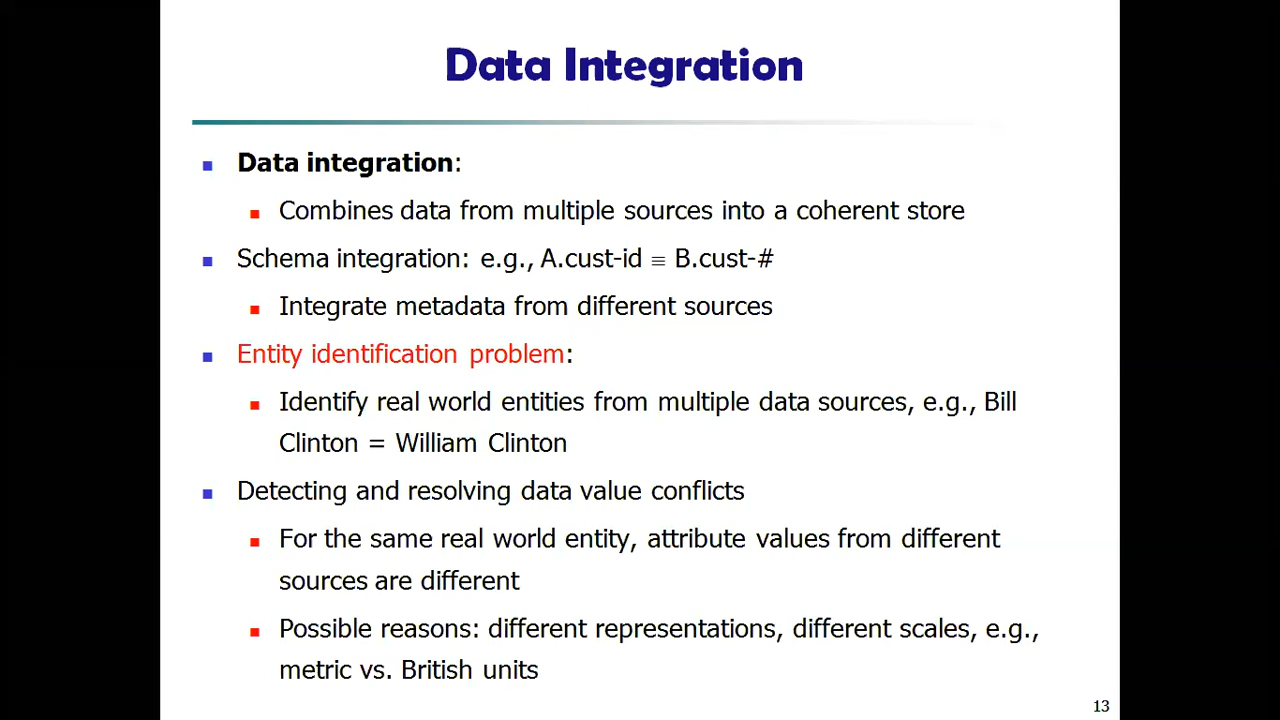 Data Integration
Data integration:
Combines data from multiple sources into a coherent store
Schema integration: e.g., A.cust-id ≡ B.cust-#
Integrate metadata from different sources
Entity identification problem:
Identify real world entities from multiple data sources, e.g., Bill
Clinton = William Clinton
Detecting and resolving data value conflicts
For the same real world entity, attribute values from different
sources are different
Possible reasons: different representations, different scales, e.g.,
metric vs. British units
13